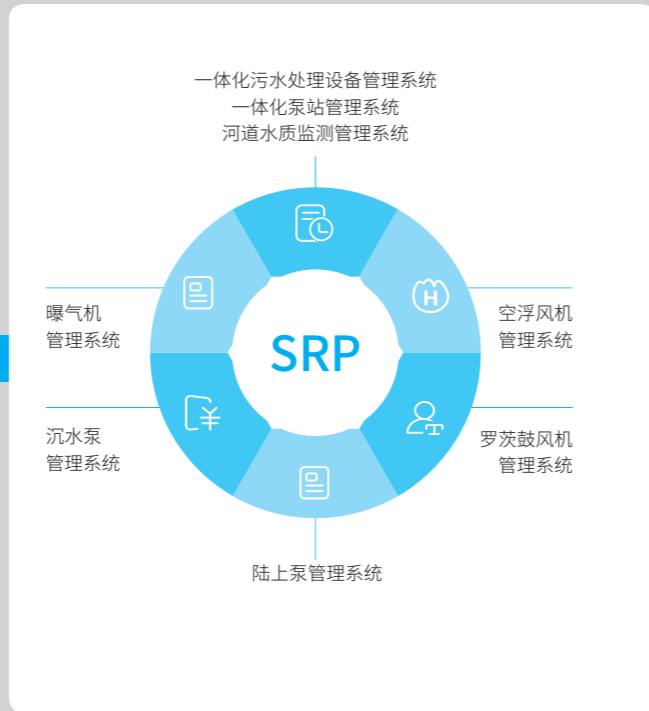 一体化污水处理设备管理系统
一体化泵站管理系统
河道水质监测管理系统
曝气机
管理系统
空浮风机
管理系统
H
SRP
沉水泵
管理系统
罗茨鼓风机
管理系统
陆上泵管理系统